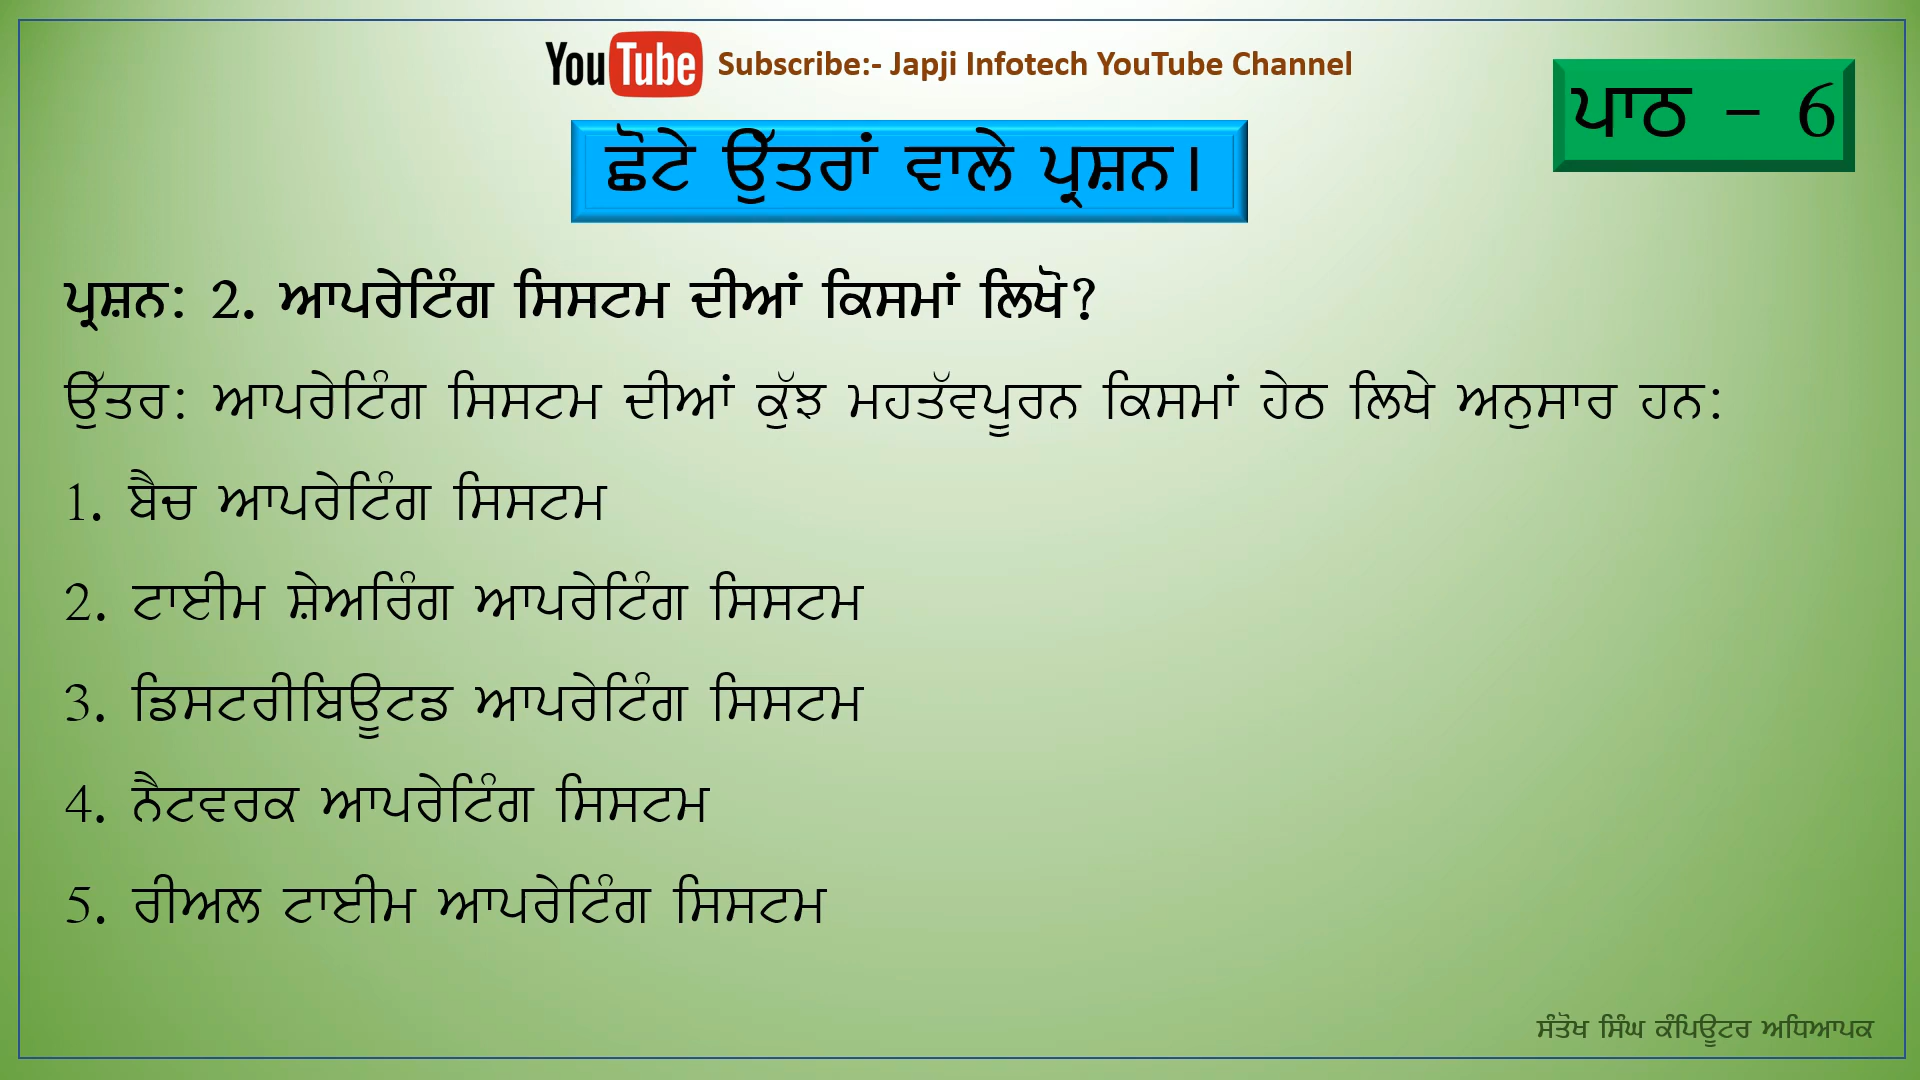 YouTube Subscribe:- Japji Infotech YouTube Channel
ਪਾਠ - 6
ਛੋਟੇ ਉੱਤਰਾਂ ਵਾਲੇ ਪ੍ਰਸ਼ਨ।
ਪ੍ਰਸ਼ਨ: 2. ਆਪਰੇਟਿੰਗ ਸਿਸਟਮ ਦੀਆਂ ਕਿਸਮਾਂ ਲਿਖੋ?
ਉੱਤਰ: ਆਪਰੇਟਿੰਗ ਸਿਸਟਮ ਦੀਆਂ ਕੁੱਝ ਮਹਤੱਵਪੂਰਨ ਕਿਸਮਾਂ ਹੇਠ ਲਿਖੇ ਅਨੁਸਾਰ ਹਨ:
1. ਬੈਚ ਆਪਰੇਟਿੰਗ ਸਿਸਟਮ
2. ਟਾਈਮ ਸ਼ੇਅਰਿੰਗ ਆਪਰੇਟਿੰਗ ਸਿਸਟਮ
3. ਡਿਸਟਰੀਬਿਊਟਡ ਆਪਰੇਟਿੰਗ ਸਿਸਟਮ
4. ਨੈਟਵਰਕ ਆਪਰੇਟਿੰਗ ਸਿਸਟਮ
5. ਰੀਅਲ ਟਾਈਮ ਆਪਰੇਟਿੰਗ ਸਿਸਟਮ
ਸੰਤੋਖ ਸਿੰਘ ਕੰਪਿਊਟਰ ਅਧਿਆਪਕ